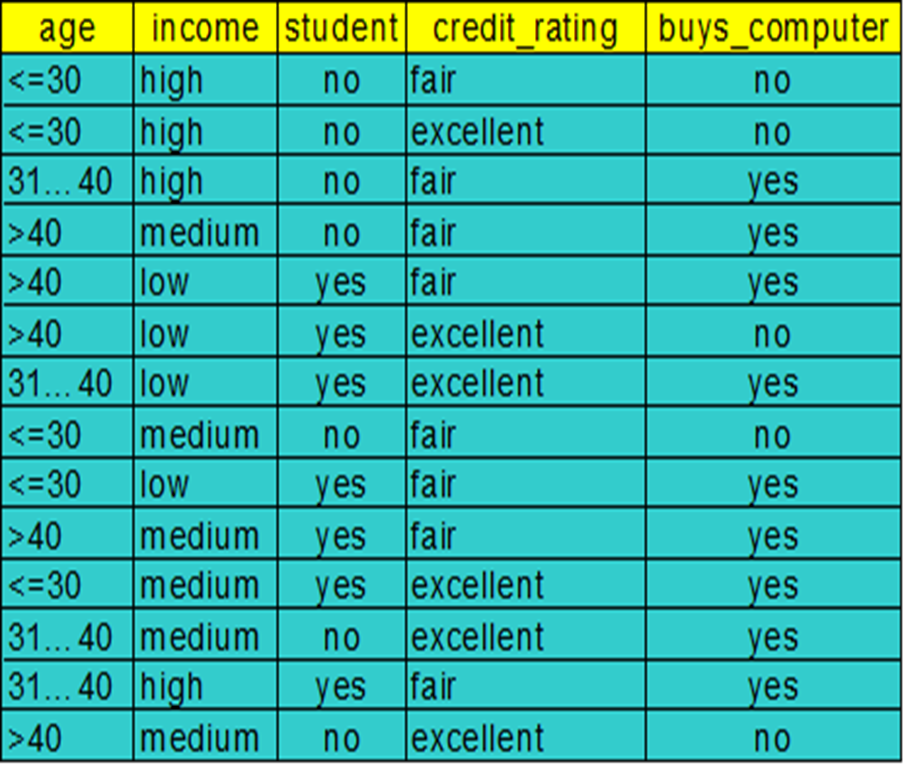 age income student credit_rating buys_computer
<=30 high no fair no
<=30 high no excellent no
31...40 high no fair yes
>40 medium no fair yes
>40 low yes fair yes
>40 low yes excellent no
31...40 low yes excellent yes
<=30 medium no fair no
<=30 low yes fair yes
>40 medium yes fair yes
<=30 medium yes excellent yes
31...40 medium no excellent yes
31...40 high yes fair yes
>40 medium no excellent no